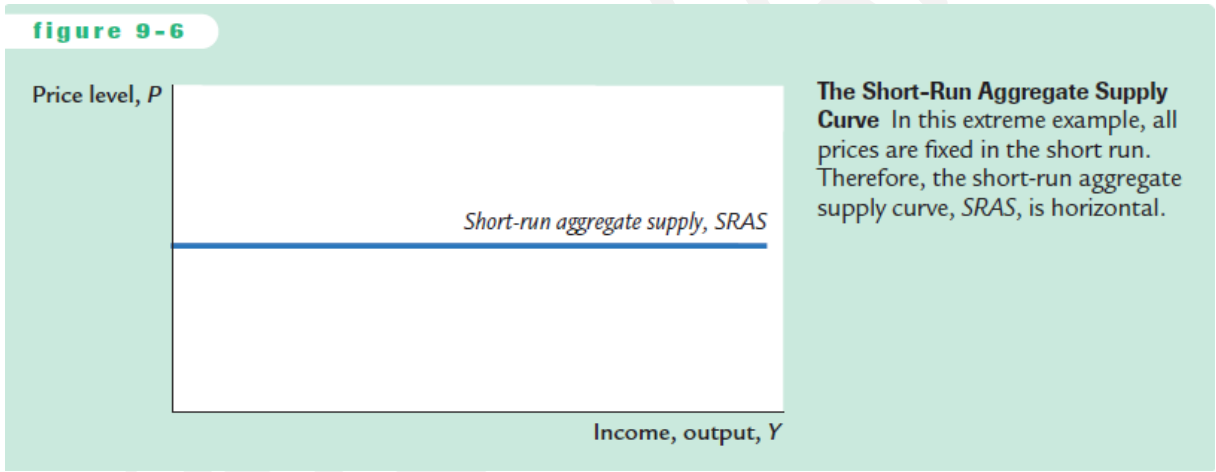 figure 9-6
Price level, P
Short-run aggregate supply, SRAS
Income, output, Y
The Short-Run Aggregate Supply
Curve In this extreme example, all
prices are fixed in the short run.
Therefore, the short-run aggregate
supply curve, SRAS, is horizontal.